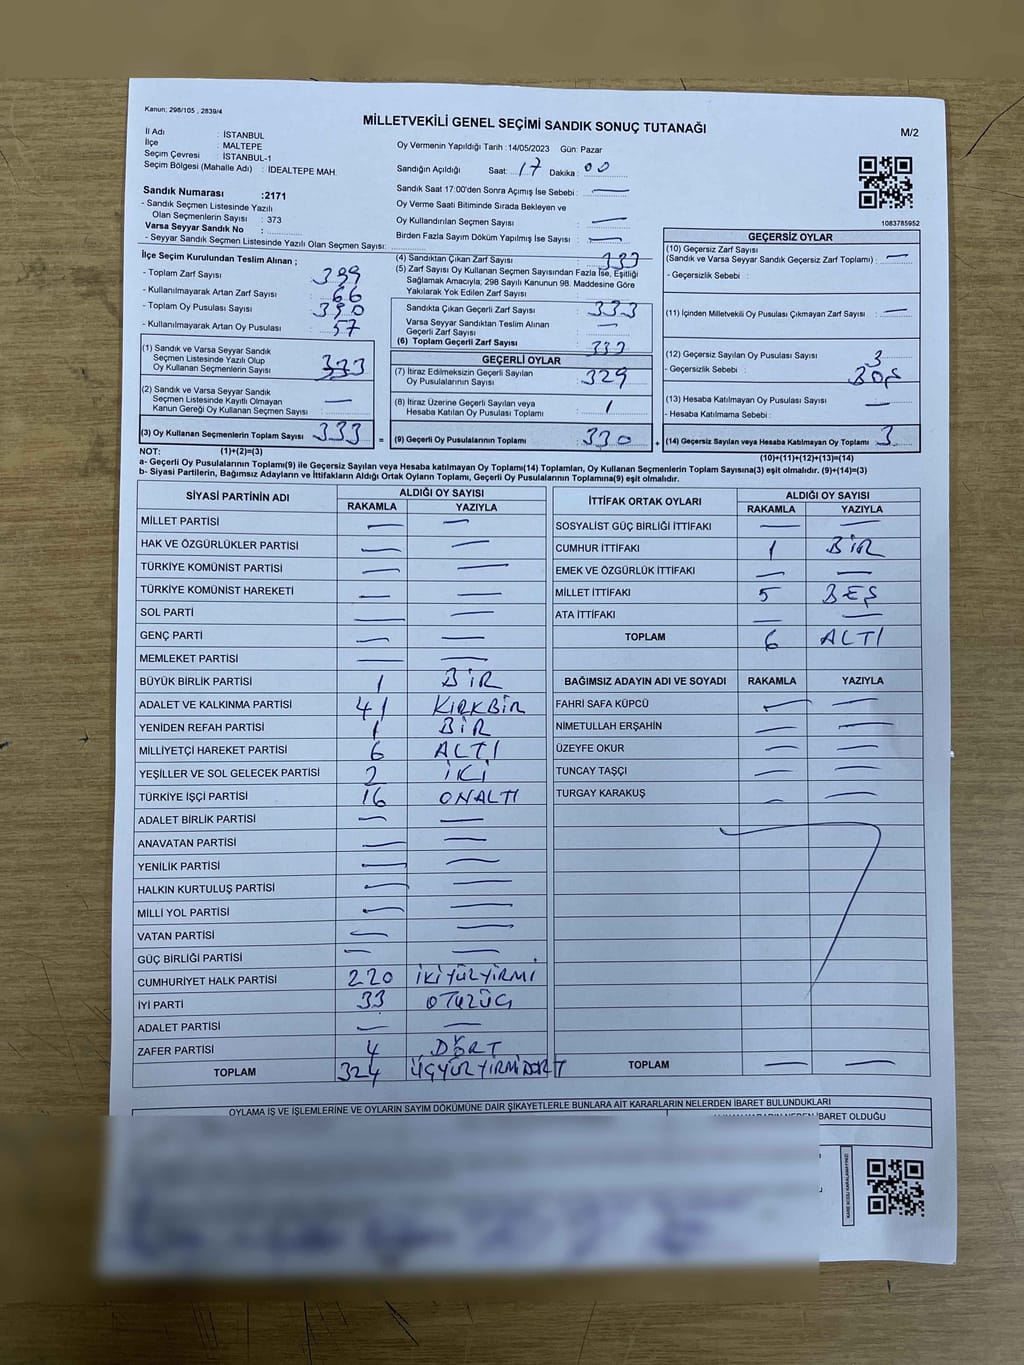 Kanun: 298/105 , 2839/4
MİLLETVEKİLİ GENEL SEÇİMİ SANDIK SONUÇ TUTANAĞI
M/2
İl Adı : İSTANBUL
İlçe : MALTEPE
Seçim Çevresi : İSTANBUL-1
Seçim Bölgesi (Mahalle Adı) : İDEALTEPE MAH.
Sandık Numarası :2171
- Sandık Seçmen Listesinde Yazılı
Olan Seçmenlerin Sayısı : 373
Varsa Seyyar Sandık No :
- Seyyar Sandık Seçmen Listesinde Yazılı Olan Seçmen Sayısı:
Oy Vermenin Yapıldığı Tarih : 14/05/2023 Gün: Pazar
Sandığın Açıldığı Saat: 17 Dakika : 00
Sandık Saat 17:00'den Sonra Açımış İse Sebebi : —
Oy Verme Saati Bitiminde Sırada Bekleyen ve
Oy Kullandırılan Seçmen Sayısı : —
Birden Fazla Sayım Döküm Yapılmış İse Sayısı : —
1083785952
İlçe Seçim Kurulundan Teslim Alınan ;
- Toplam Zarf Sayısı : 399
- Kullanılmayarak Artan Zarf Sayısı : 66
- Toplam Oy Pusulası Sayısı : 390
- Kullanılmayarak Artan Oy Pusulası : 57
(1) Sandık ve Varsa Seyyar Sandık
Seçmen Listesinde Yazılı Olup
Oy Kullanan Seçmenlerin Sayısı : 333
(2) Sandık ve Varsa Seyyar Sandık
Seçmen Listesinde Kayıtlı Olmayan
Kanun Gereği Oy Kullanan Seçmen Sayısı : —
(3) Oy Kullanan Seçmenlerin Toplam Sayısı : 333 =
(4) Sandıktan Çıkan Zarf Sayısı : 333
(5) Zarf Sayısı Oy Kullanan Seçmen Sayısından Fazla İse, Eşitliği
Sağlamak Amacıyla; 298 Sayılı Kanunun 98. Maddesine Göre
Yakılarak Yok Edilen Zarf Sayısı :
Sandıkta Çıkan Geçerli Zarf Sayısı : 333
Varsa Seyyar Sandıktan Teslim Alınan
Geçerli Zarf Sayısı : —
(6) Toplam Geçerli Zarf Sayısı : 333
GEÇERLİ OYLAR
(7) İtiraz Edilmeksizin Geçerli Sayılan
Oy Pusulalarının Sayısı : 329
(8) İtiraz Üzerine Geçerli Sayılan veya
Hesaba Katılan Oy Pusulası Toplamı : 1
(9) Geçerli Oy Pusulalarının Toplamı : 330 +
GEÇERSİZ OYLAR
(10) Geçersiz Zarf Sayısı
(Sandık ve Varsa Seyyar Sandık Geçersiz Zarf Toplamı) : —
- Geçersizlik Sebebi :
(11) İçinden Milletvekili Oy Pusulası Çıkmayan Zarf Sayısı : —
(12) Geçersiz Sayılan Oy Pusulası Sayısı : 3
- Geçersizlik Sebebi : BOŞ
(13) Hesaba Katılmayan Oy Pusulası Sayısı : —
- Hesaba Katılmama Sebebi :
(14) Geçersiz Sayılan veya Hesaba Katılmayan Oy Toplamı : 3
NOT: (1)+(2)=(3)
(10)+(11)+(12)+(13)=(14)
a- Geçerli Oy Pusulalarının Toplamı(9) ile Geçersiz Sayılan veya Hesaba katılmayan Oy Toplamı(14) Toplamları, Oy Kullanan Seçmenlerin Toplam Sayısına(3) eşit olmalıdır. (9)+(14)=(3)
b- Siyasi Partilerin, Bağımsız Adayların ve İttifakların Aldığı Ortak Oyların Toplamı, Geçerli Oy Pusulalarının Toplamına(9) eşit olmalıdır.
SİYASİ PARTİNİN ADI ALDIĞI OY SAYISI
RAKAMLA YAZIYLA
MİLLET PARTİSİ — —
HAK VE ÖZGÜRLÜKLER PARTİSİ — —
TÜRKİYE KOMÜNİST PARTİSİ — —
TÜRKİYE KOMÜNİST HAREKETİ — —
SOL PARTİ — —
GENÇ PARTİ — —
MEMLEKET PARTİSİ — —
BÜYÜK BİRLİK PARTİSİ 1 BİR
ADALET VE KALKINMA PARTİSİ 41 KIRKBİR
YENİDEN REFAH PARTİSİ 1 BİR
MİLLİYETÇİ HAREKET PARTİSİ 6 ALTI
YEŞİLLER VE SOL GELECEK PARTİSİ 2 İKİ
TÜRKİYE İŞÇİ PARTİSİ 16 ONALTI
ADALET BİRLİK PARTİSİ — —
ANAVATAN PARTİSİ — —
YENİLİK PARTİSİ — —
HALKIN KURTULUŞ PARTİSİ — —
MİLLİ YOL PARTİSİ — —
VATAN PARTİSİ — —
GÜÇ BİRLİĞİ PARTİSİ — —
CUMHURİYET HALK PARTİSİ 220 İKİYÜZYİRMİ
İYİ PARTİ 33 OTUZÜÇ
ADALET PARTİSİ — —
ZAFER PARTİSİ 4 DÖRT
TOPLAM 324 ÜÇYÜZYİRMİDÖRT
İTTİFAK ORTAK OYLARI ALDIĞI OY SAYISI
RAKAMLA YAZIYLA
SOSYALİST GÜÇ BİRLİĞİ İTTİFAKI — —
CUMHUR İTTİFAKI 1 BİR
EMEK VE ÖZGÜRLÜK İTTİFAKI — —
MİLLET İTTİFAKI 5 BEŞ
ATA İTTİFAKI — —
TOPLAM 6 ALTI
BAĞIMSIZ ADAYIN ADI VE SOYADI RAKAMLA YAZIYLA
FAHRİ SAFA KÜPCÜ — —
NİMETULLAH ERŞAHİN — —
ÜZEYFE OKUR — —
TUNCAY TAŞÇI — —
TURGAY KARAKUŞ — —
TOPLAM — —
OYLAMA İŞ VE İŞLEMLERİNE VE OYLARIN SAYIM DÖKÜMÜNE DAİR ŞİKAYETLERLE BUNLARA AİT KARARLARIN NELERDEN İBARET BULUNDUKLARI
İBARET OLDUĞU